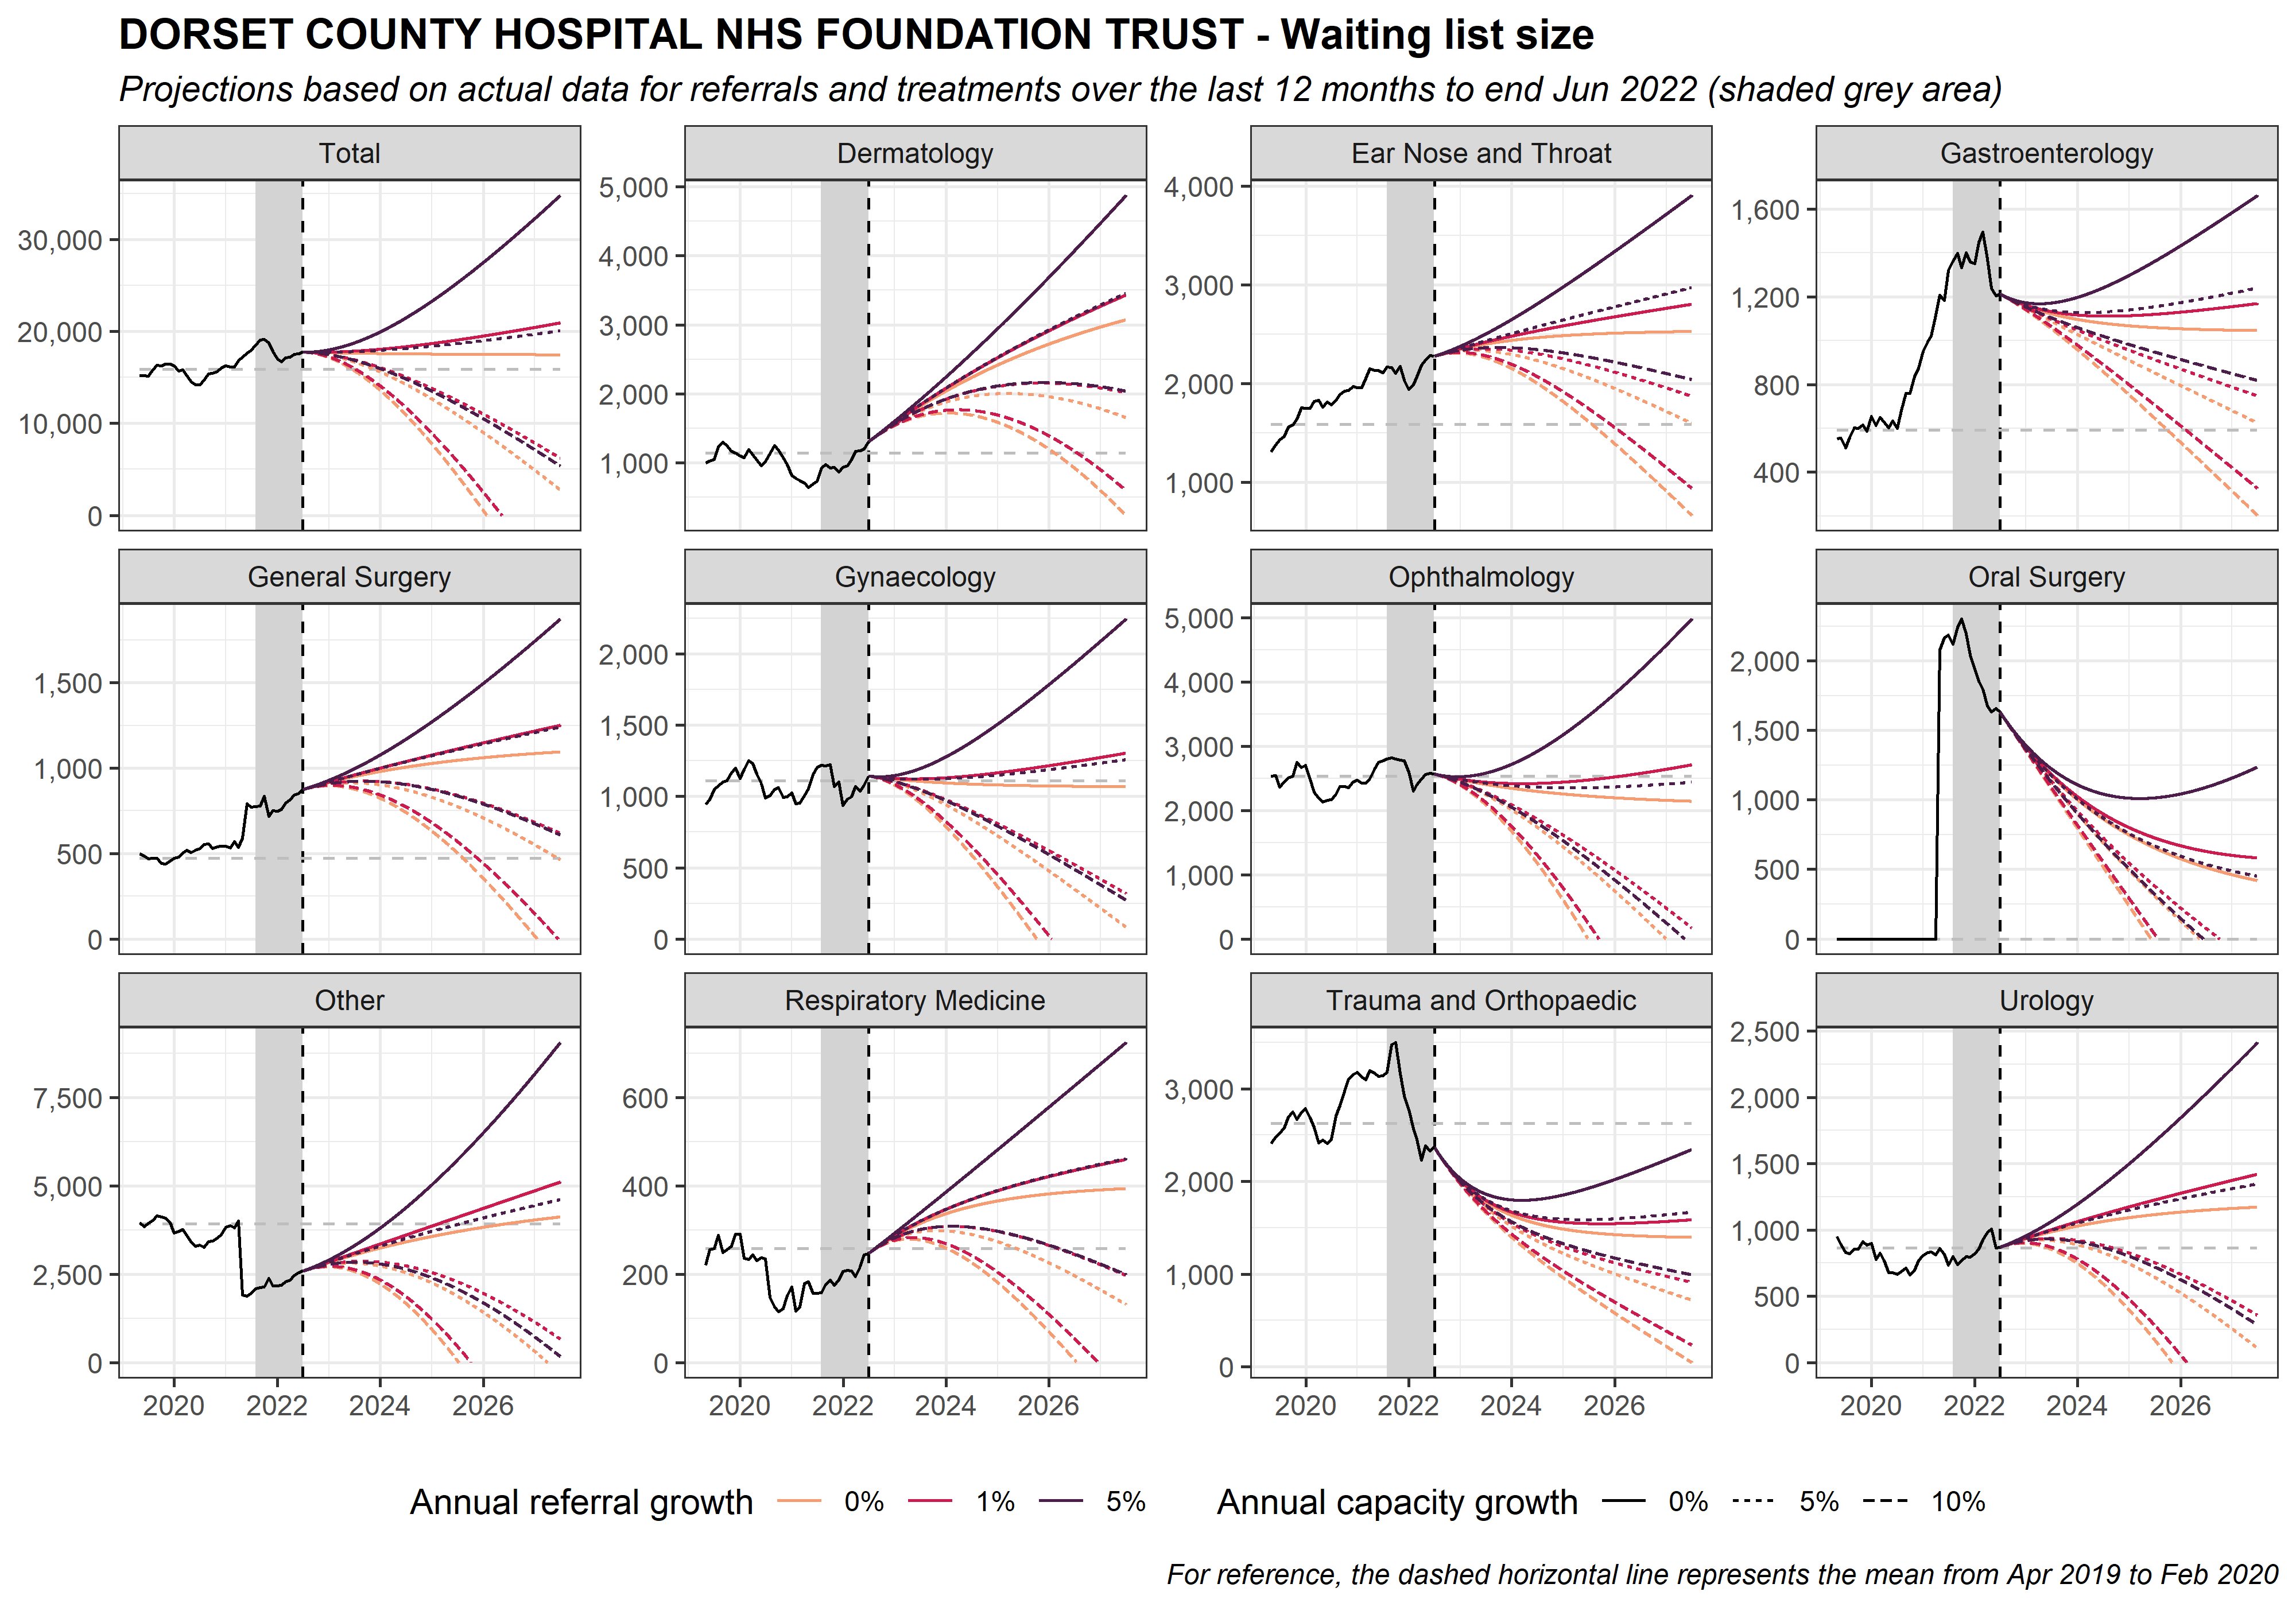 DORSET COUNTY HOSPITAL NHS FOUNDATION TRUST - Waiting list size
Projections based on actual data for referrals and treatments over the last 12 months to end Jun 2022 (shaded grey area)
Total
30,000
20,000
10,000
0
Dermatology
5,000
4,000
3,000
2,000
1,000
Ear Nose and Throat
4,000
3,000
2,000
1,000
Gastroenterology
1,600
1,200
800
400
General Surgery
1,500
1,000
500
0
Gynaecology
2,000
1,500
1,000
500
0
Ophthalmology
5,000
4,000
3,000
2,000
1,000
0
Oral Surgery
2,000
1,500
1,000
500
0
Other
7,500
5,000
2,500
0
2020 2022 2024 2026
Respiratory Medicine
600
400
200
0
2020 2022 2024 2026
Trauma and Orthopaedic
3,000
2,000
1,000
0
2020 2022 2024 2026
Urology
2,500
2,000
1,500
1,000
500
0
2020 2022 2024 2026
Annual referral growth 0% 1% 5% Annual capacity growth 0% 5% 10%
For reference, the dashed horizontal line represents the mean from Apr 2019 to Feb 2020